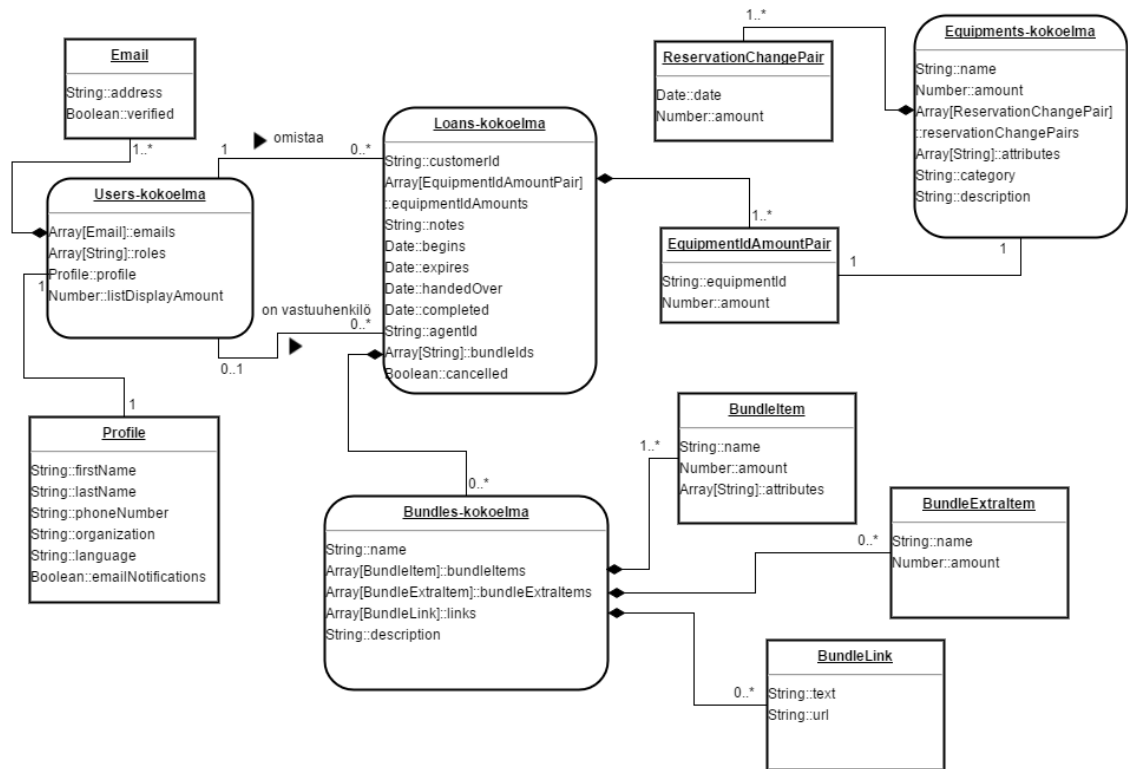 Email
String::address
Boolean::verified
1..*
Users-kokoelma
Array[Email]::emails
Array[String]::roles
Profile::profile
Number::listDisplayAmount
1
1
Profile
String::firstName
String::lastName
String::phoneNumber
String::organization
String::language
Boolean::emailNotifications
1
omistaa
0..*
on vastuuhenkilö
0..*
0..1
Loans-kokoelma
String::customerId
Array[EquipmentIdAmountPair]
::equipmentIdAmounts
String::notes
Date::begins
Date::expires
Date::handedOver
Date::completed
String::agentId
Array[String]::bundleIds
Boolean::cancelled
0..*
Bundles-kokoelma
String::name
Array[BundleItem]::bundleItems
Array[BundleExtraItem]::bundleExtraItems
Array[BundleLink]::links
String::description
1..*
ReservationChangePair
Date::date
Number::amount
Equipments-kokoelma
String::name
Number::amount
Array[ReservationChangePair]
::reservationChangePairs
Array[String]::attributes
String::category
String::description
1..*
EquipmentIdAmountPair
String::equipmentId
Number::amount
1
1
1..*
BundleItem
String::name
Number::amount
Array[String]::attributes
0..*
BundleExtraItem
String::name
Number::amount
0..*
BundleLink
String::text
String::url